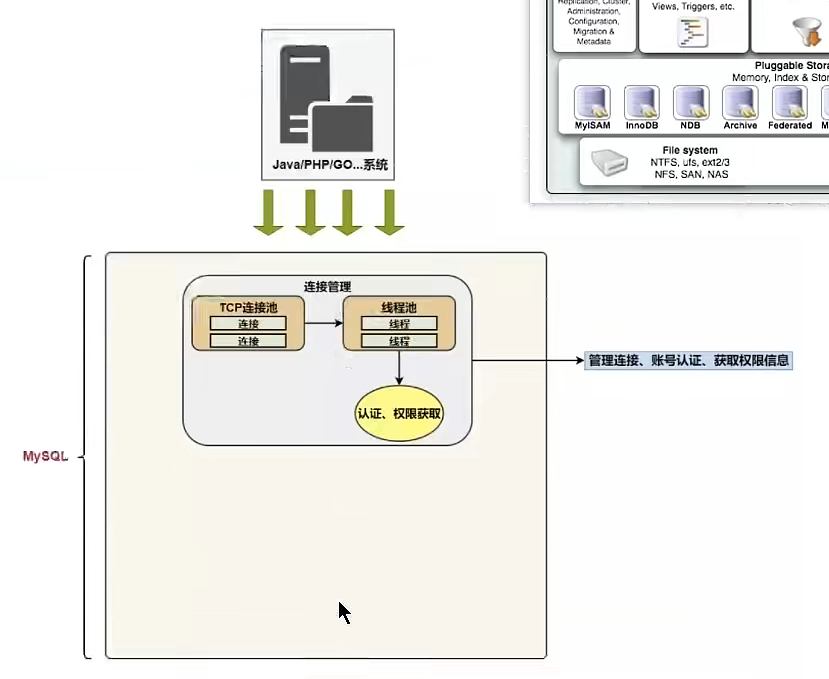 Replication, Cluster,
Administration,
Configuration,
Migration &
Metadata
Views, Triggers, etc.
Pluggable
Memory, Index &
MyISAM
InnoDB
NDB
Archive
Federated
File system
NTFS, ufs, ext2/3
NFS, SAN, NAS
Java/PHP/GO...系统
连接管理
TCP连接池
连接
连接
线程池
线程
线程
认证、权限获取
管理连接、账号认证、获取权限信息
MySQL